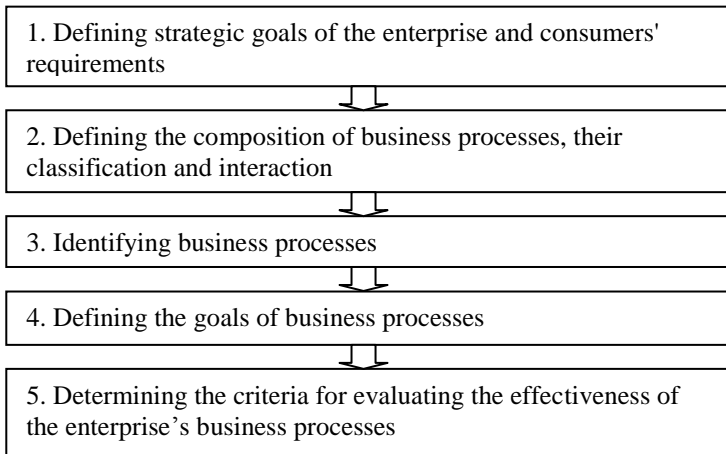 1. Defining strategic goals of the enterprise and consumers'
requirements
2. Defining the composition of business processes, their
classification and interaction
3. Identifying business processes
4. Defining the goals of business processes
5. Determining the criteria for evaluating the effectiveness of
the enterprise’s business processes